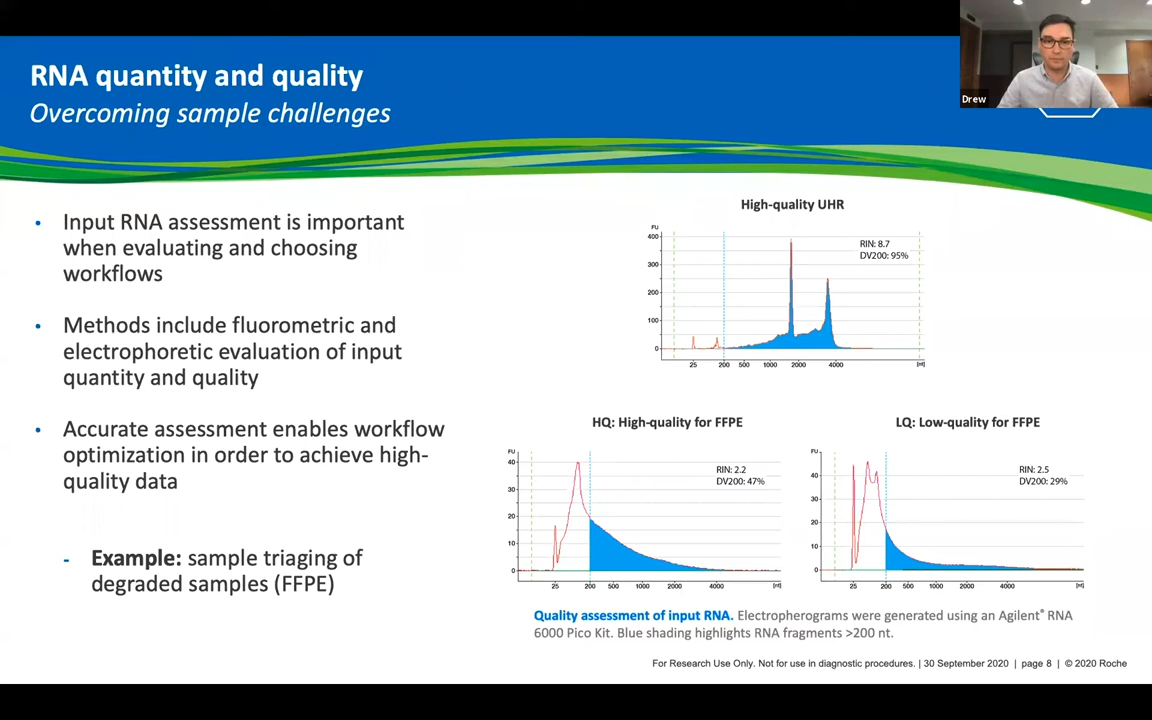 RNA quantity and quality
Overcoming sample challenges
Drew
• Input RNA assessment is important
when evaluating and choosing
workflows
• Methods include fluorometric and
electrophoretic evaluation of input
quantity and quality
• Accurate assessment enables workflow
optimization in order to achieve high-
quality data
- Example: sample triaging of
degraded samples (FFPE)
High-quality UHR
FU
400
300
200
100
0
RIN: 8.7
DV200: 95%
25 200 500 1000 2000 4000 [nt]
HQ: High-quality for FFPE
FU
40
30
20
10
0
RIN: 2.2
DV200: 47%
25 200 500 1000 2000 4000 [nt]
LQ: Low-quality for FFPE
FU
40
30
20
10
0
RIN: 2.5
DV200: 29%
25 200 500 1000 2000 4000 [nt]
Quality assessment of input RNA. Electropherograms were generated using an Agilent® RNA
6000 Pico Kit. Blue shading highlights RNA fragments >200 nt.
For Research Use Only. Not for use in diagnostic procedures. | 30 September 2020 | page 8 | © 2020 Roche